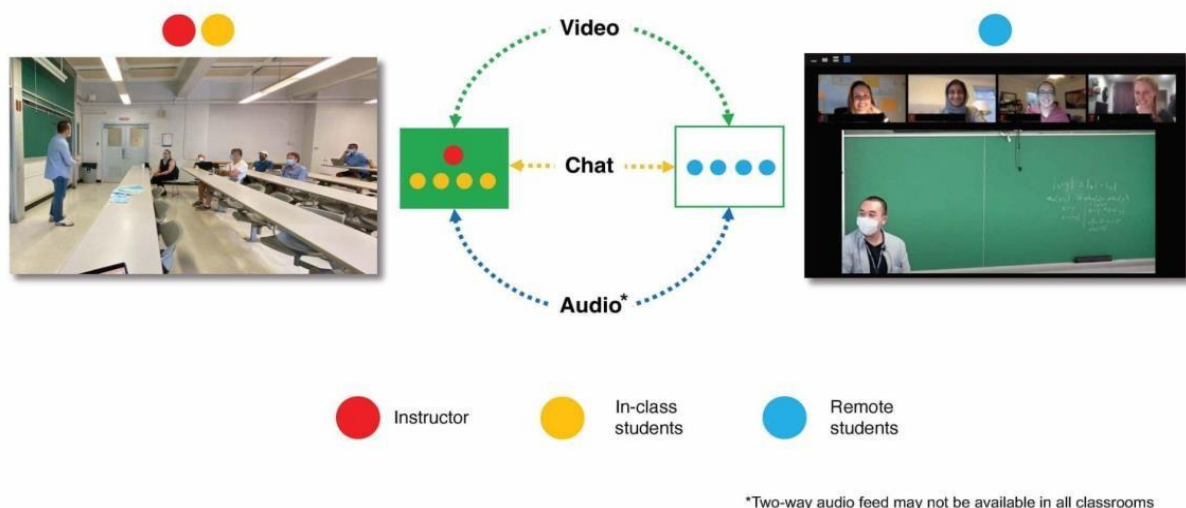 Video
Chat
Audio*
Instructor
In-class
students
Remote
students
*Two-way audio feed may not be available in all classrooms